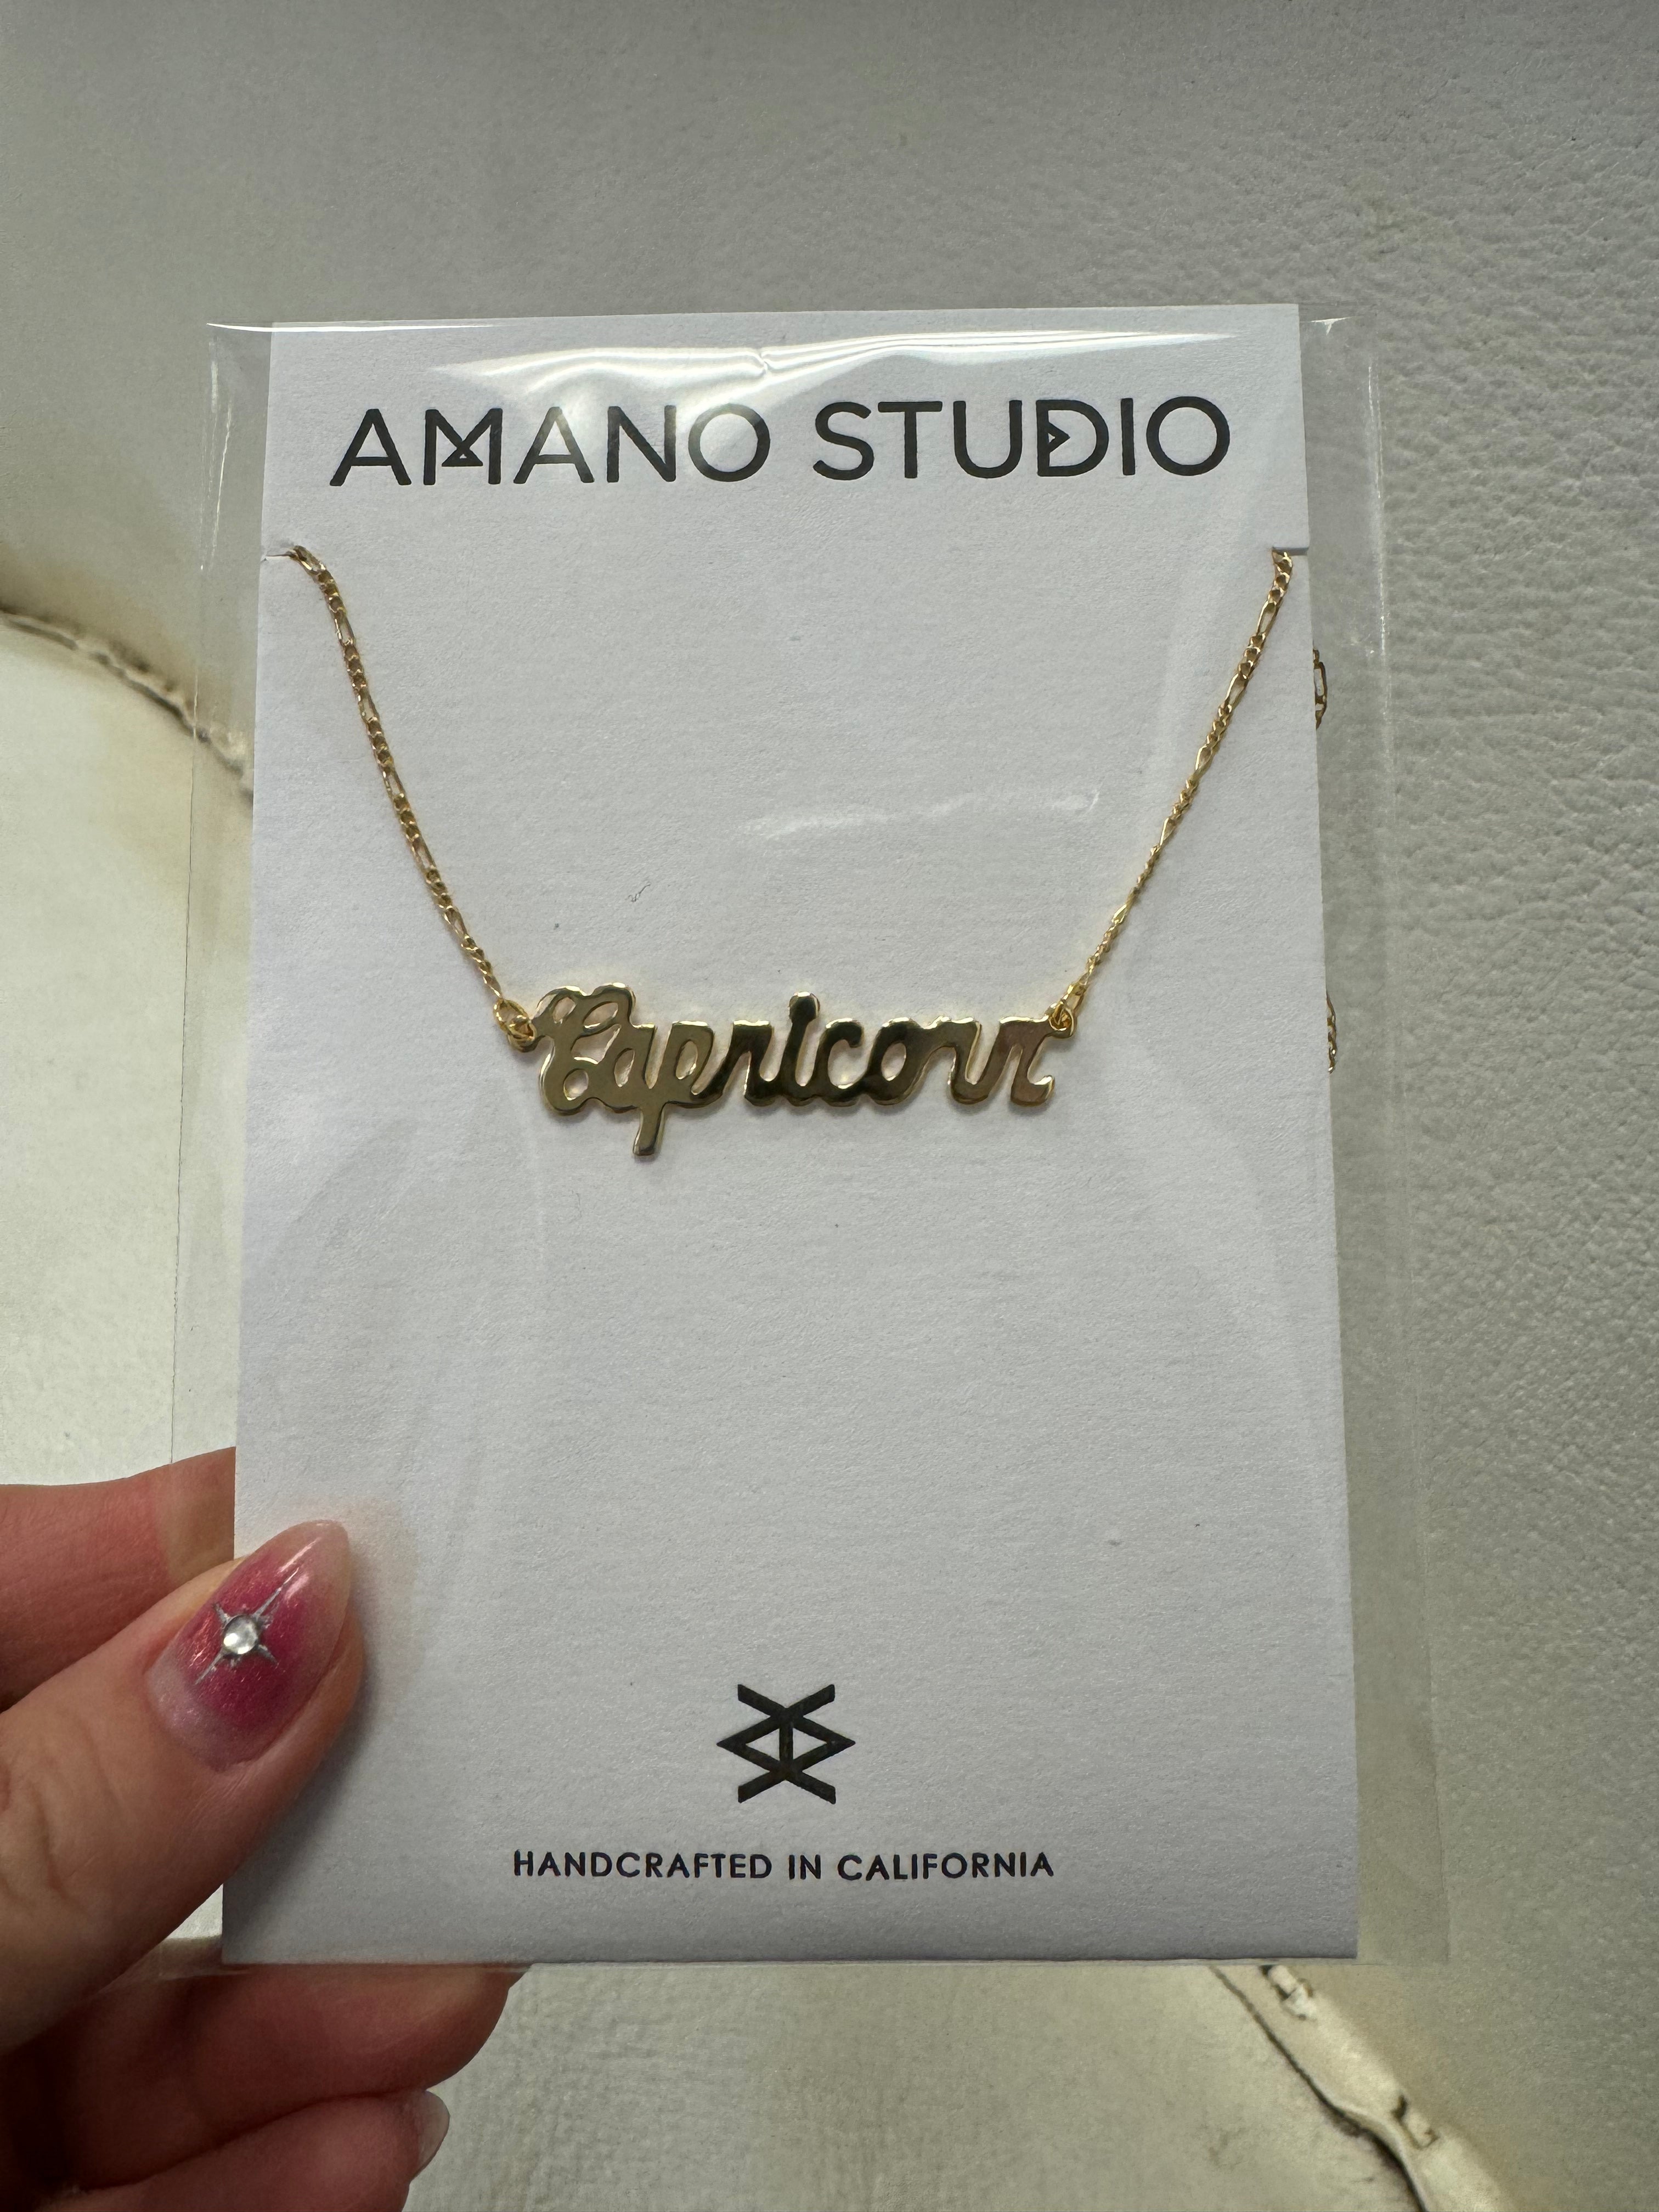 AMANO STUDIO
Capricorn
HANDCRAFTED IN CALIFORNIA